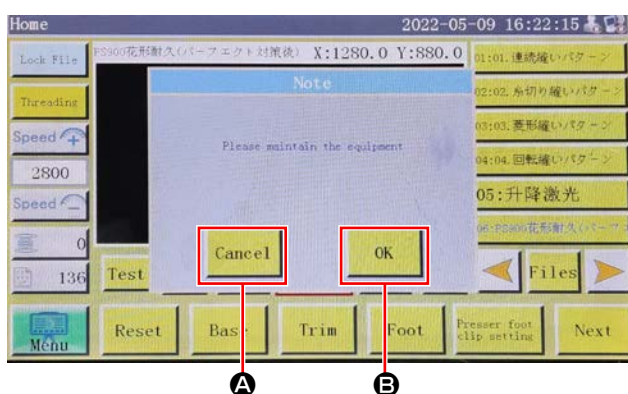 Home
2022-05-09 16:22:15
Lock File
PS900花形耐久(パーフェクト対策後)
X:1280.0 Y:880.0
01:01.連続縫いパターン
Note
Threading
02:02.糸切り縫いパターン
Speed
03:03.菱形縫いパターン
Please maintain the equipment
2800
04:04.回転縫いパターン
Speed
05:升降激光
06:PS900花形耐久(パーフェ
0
Cancel
OK
136
Test
Files
Menu
Reset
Base
Trim
Foot
Presser foot
clip setting
Next
A
B